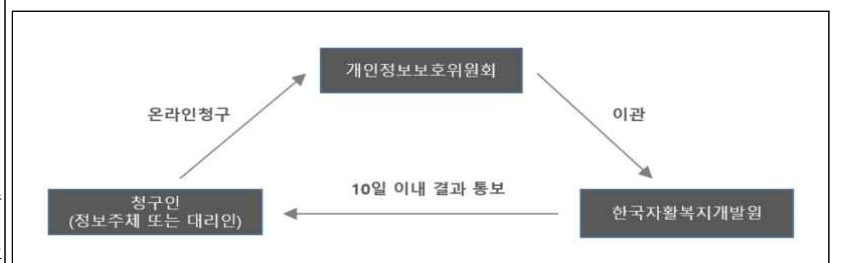 개인정보보호위원회
온라인청구
이관
10일 이내 결과 통보
청구인
(정보주체 또는 대리인)
한국자활복지개발원